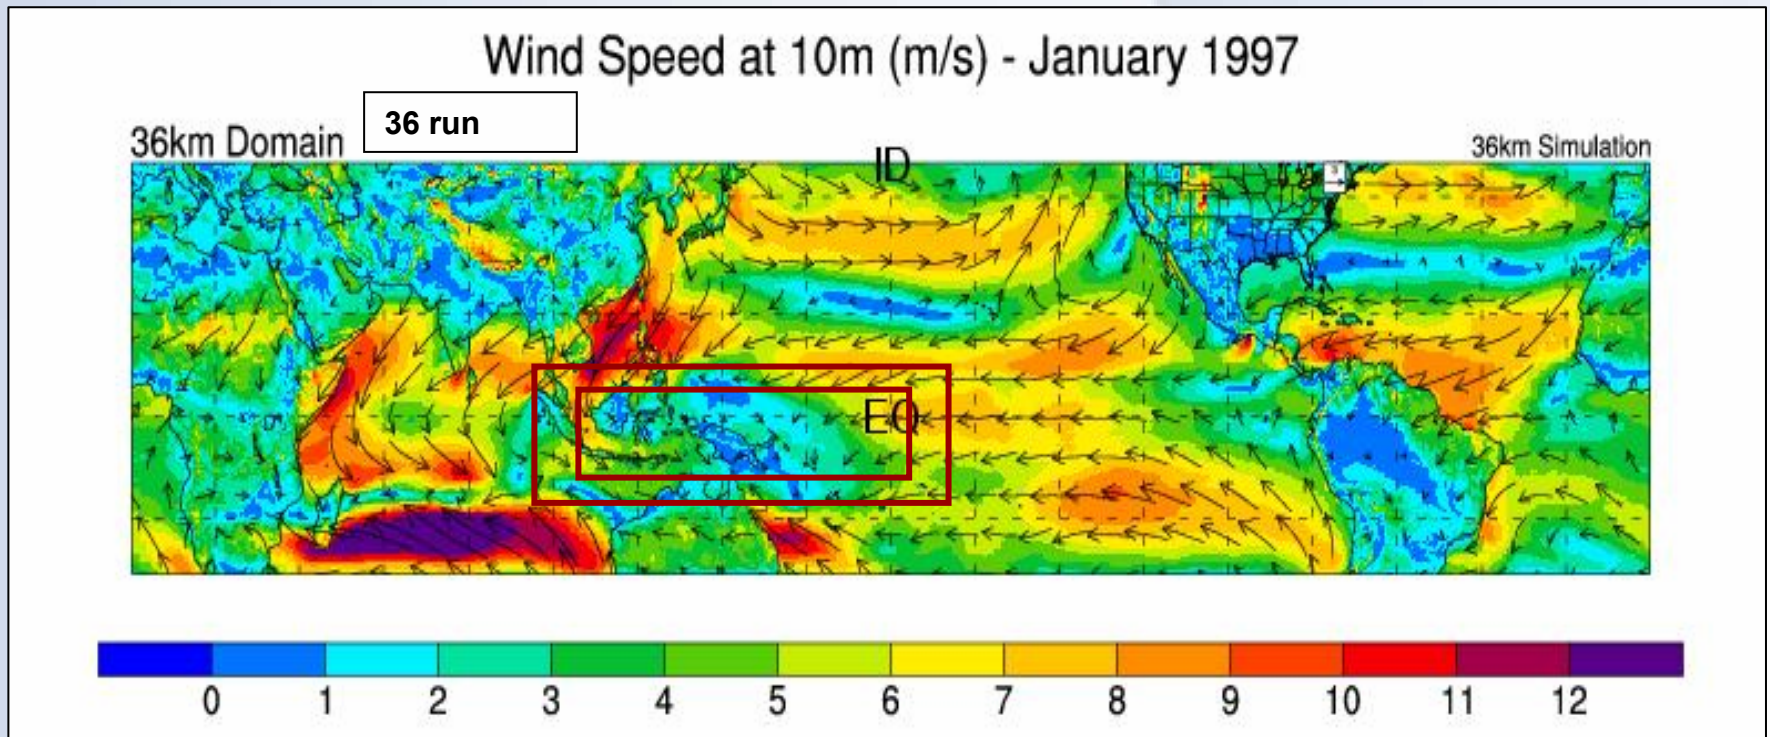 Wind Speed at 10m (m/s) - January 1997
36km Domain
36 run
36km Simulation
ID
EQ
0 1 2 3 4 5 6 7 8 9 10 11 12